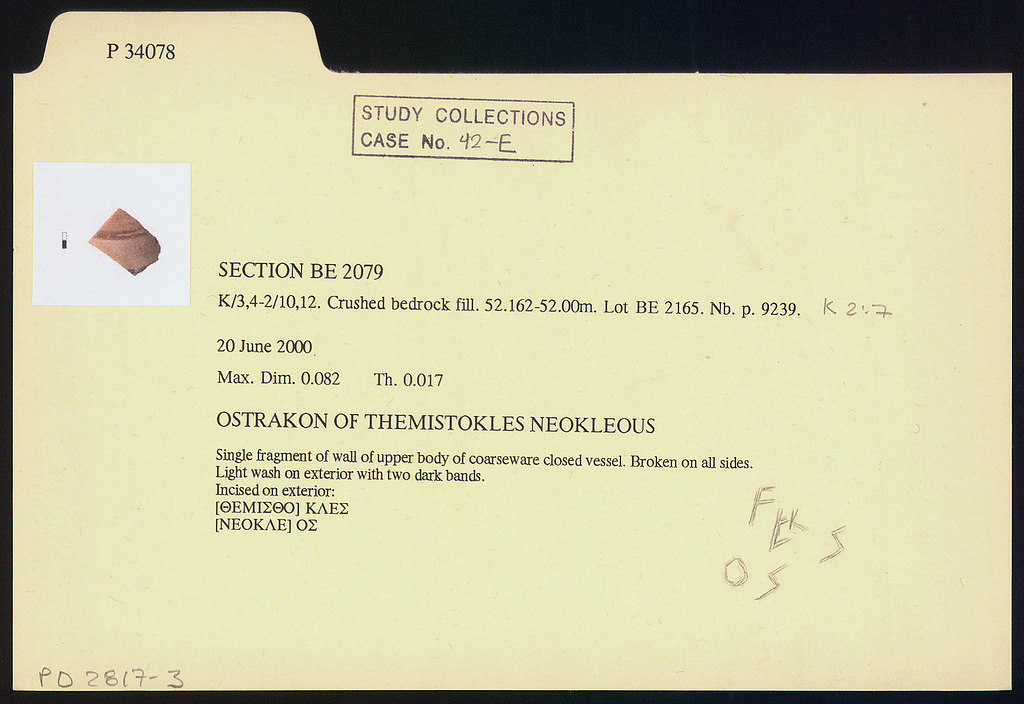 P 34078
STUDY COLLECTIONS
CASE No. 42-E
SECTION BE 2079
K/3,4-2/10,12. Crushed bedrock fill. 52.162-52.00m. Lot BE 2165. Nb. p. 9239. K 2:7
20 June 2000
Max. Dim. 0.082 Th. 0.017
OSTRAKON OF THEMISTOKLES NEOKLEOUS
Single fragment of wall of upper body of coarseware closed vessel. Broken on all sides.
Light wash on exterior with two dark bands.
Incised on exterior:
[ΘΕΜΙΣΘΟ] ΚΛΕΣ
[ΝΕΟΚΛΕ] ΟΣ
PD 2817-3